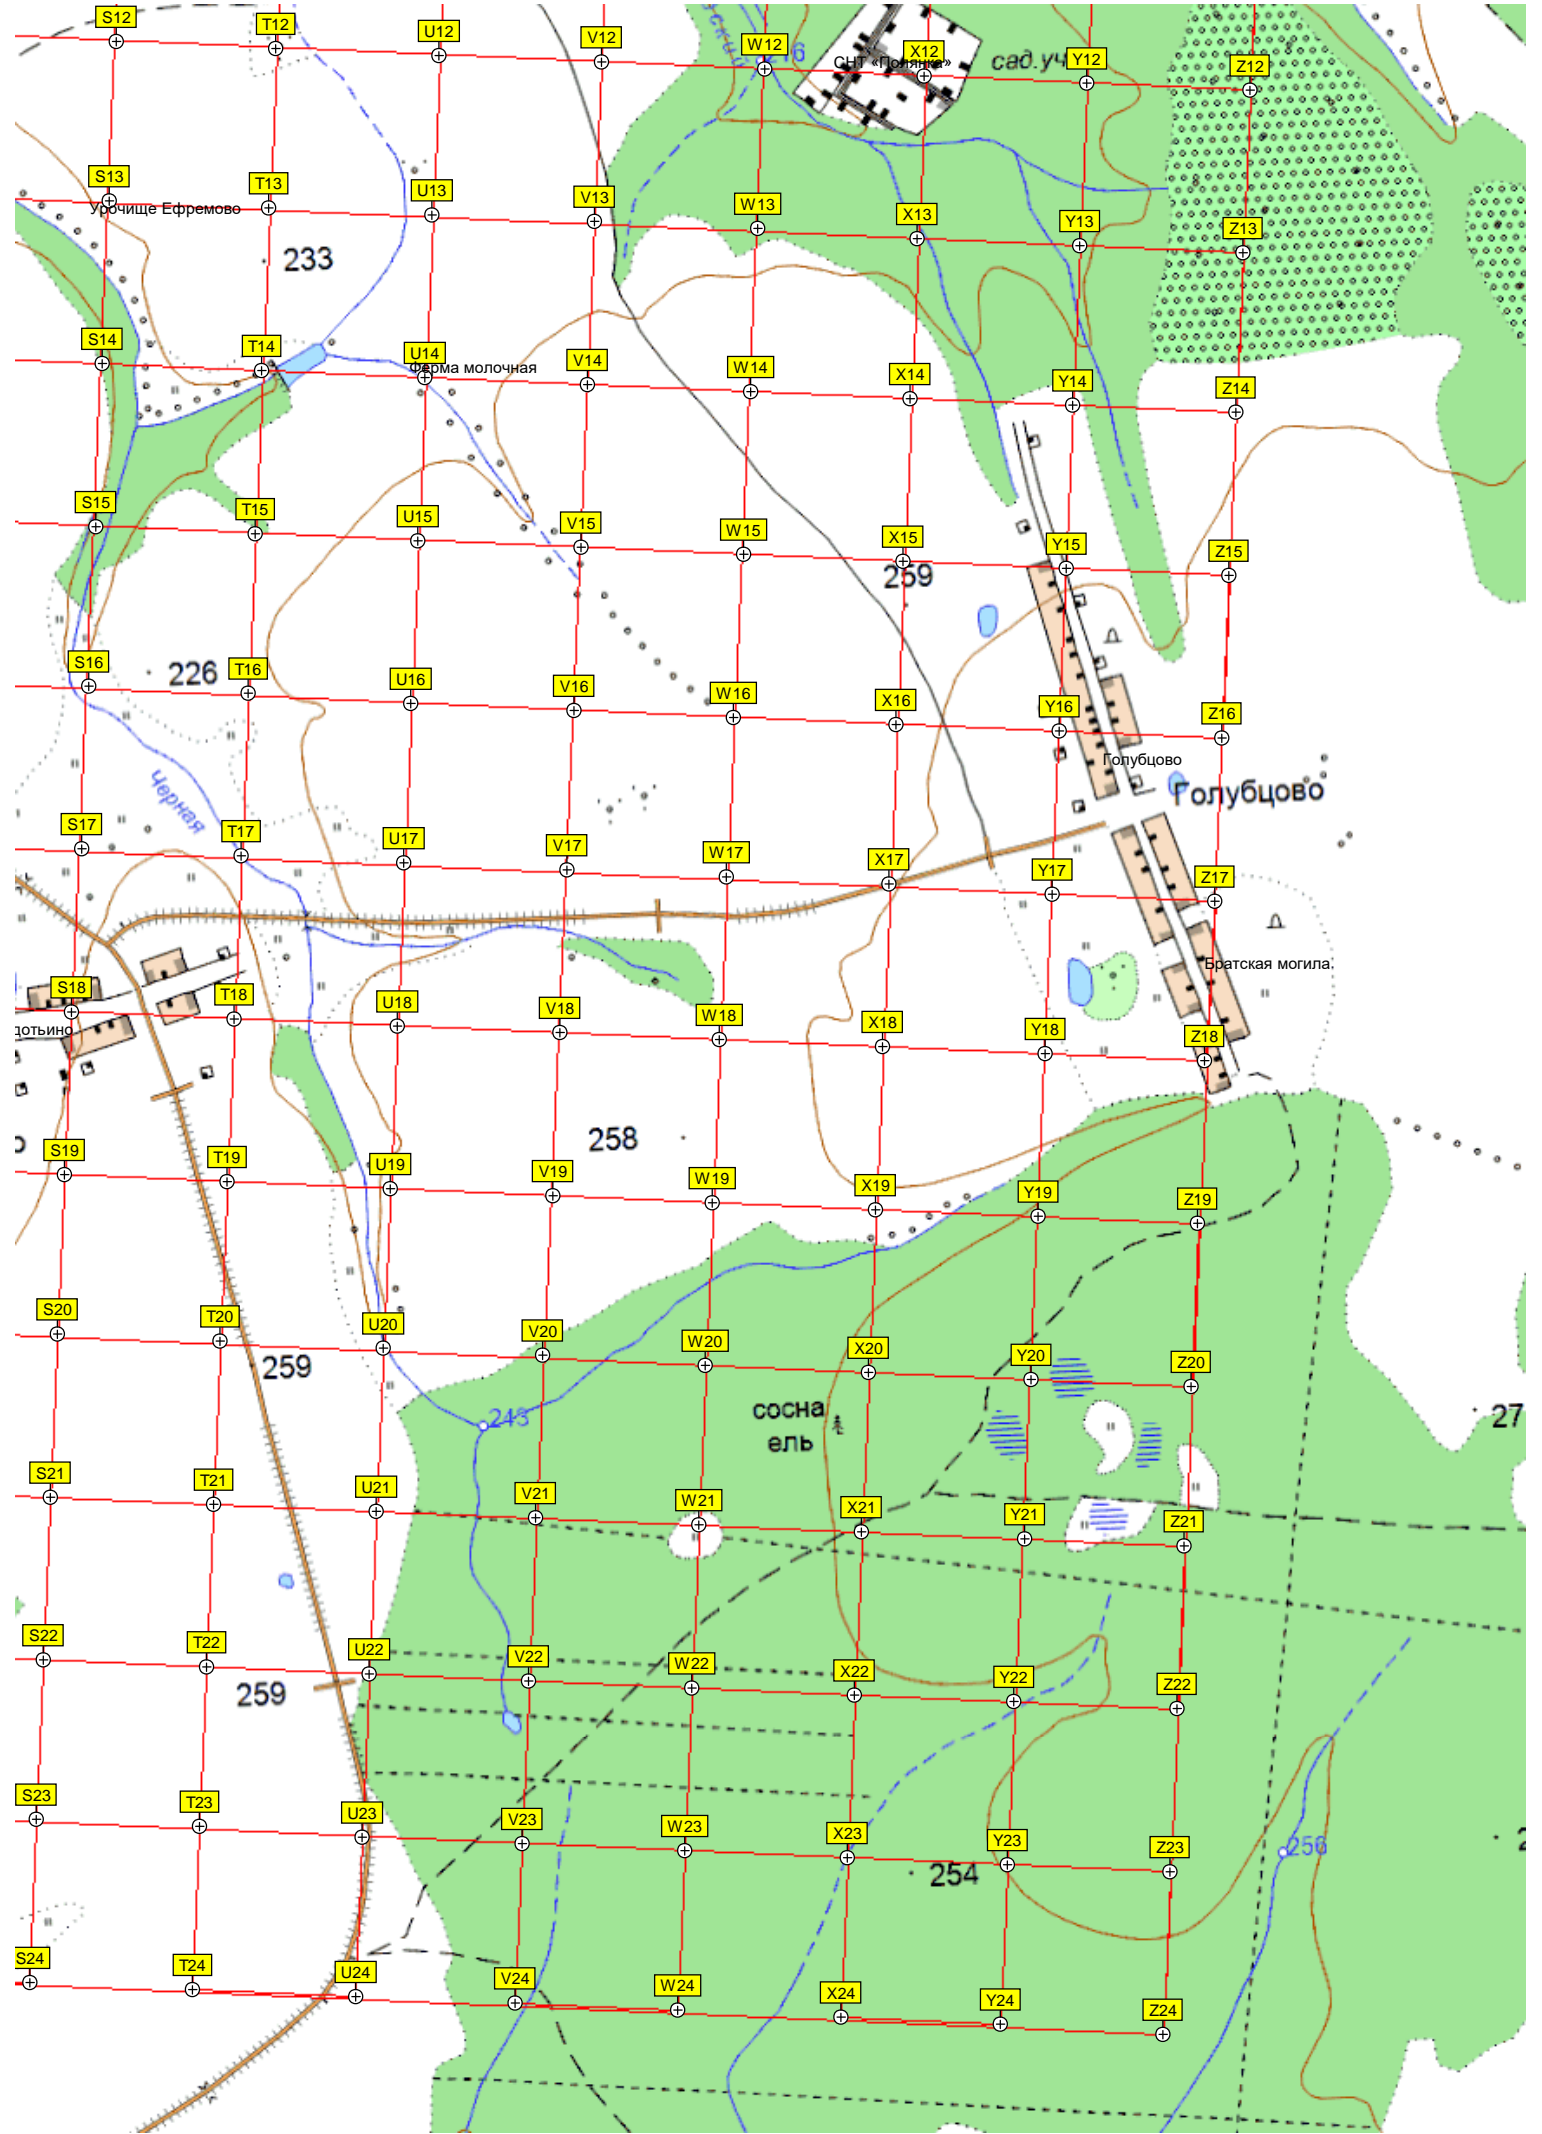 S12 T12 U12 V12 W12 X12 Y12 Z12
СНТ «Полянка» сад.уч
S13 T13 U13 V13 W13 X13 Y13 Z13
Урочище Ефремово
233
S14 T14 U14 V14 W14 X14 Y14 Z14
Ферма молочная
S15 T15 U15 V15 W15 X15 Y15 Z15
259
S16 T16 U16 V16 W16 X16 Y16 Z16
226
Голубцово
Голубцово
Черная
S17 T17 U17 V17 W17 X17 Y17 Z17
Братская могила
S18 T18 U18 V18 W18 X18 Y18 Z18
дотьино
258
S19 T19 U19 V19 W19 X19 Y19 Z19
S20 T20 U20 V20 W20 X20 Y20 Z20
259
243
сосна
ель
27
S21 T21 U21 V21 W21 X21 Y21 Z21
S22 T22 U22 V22 W22 X22 Y22 Z22
259
S23 T23 U23 V23 W23 X23 Y23 Z23
254
256
S24 T24 U24 V24 W24 X24 Y24 Z24